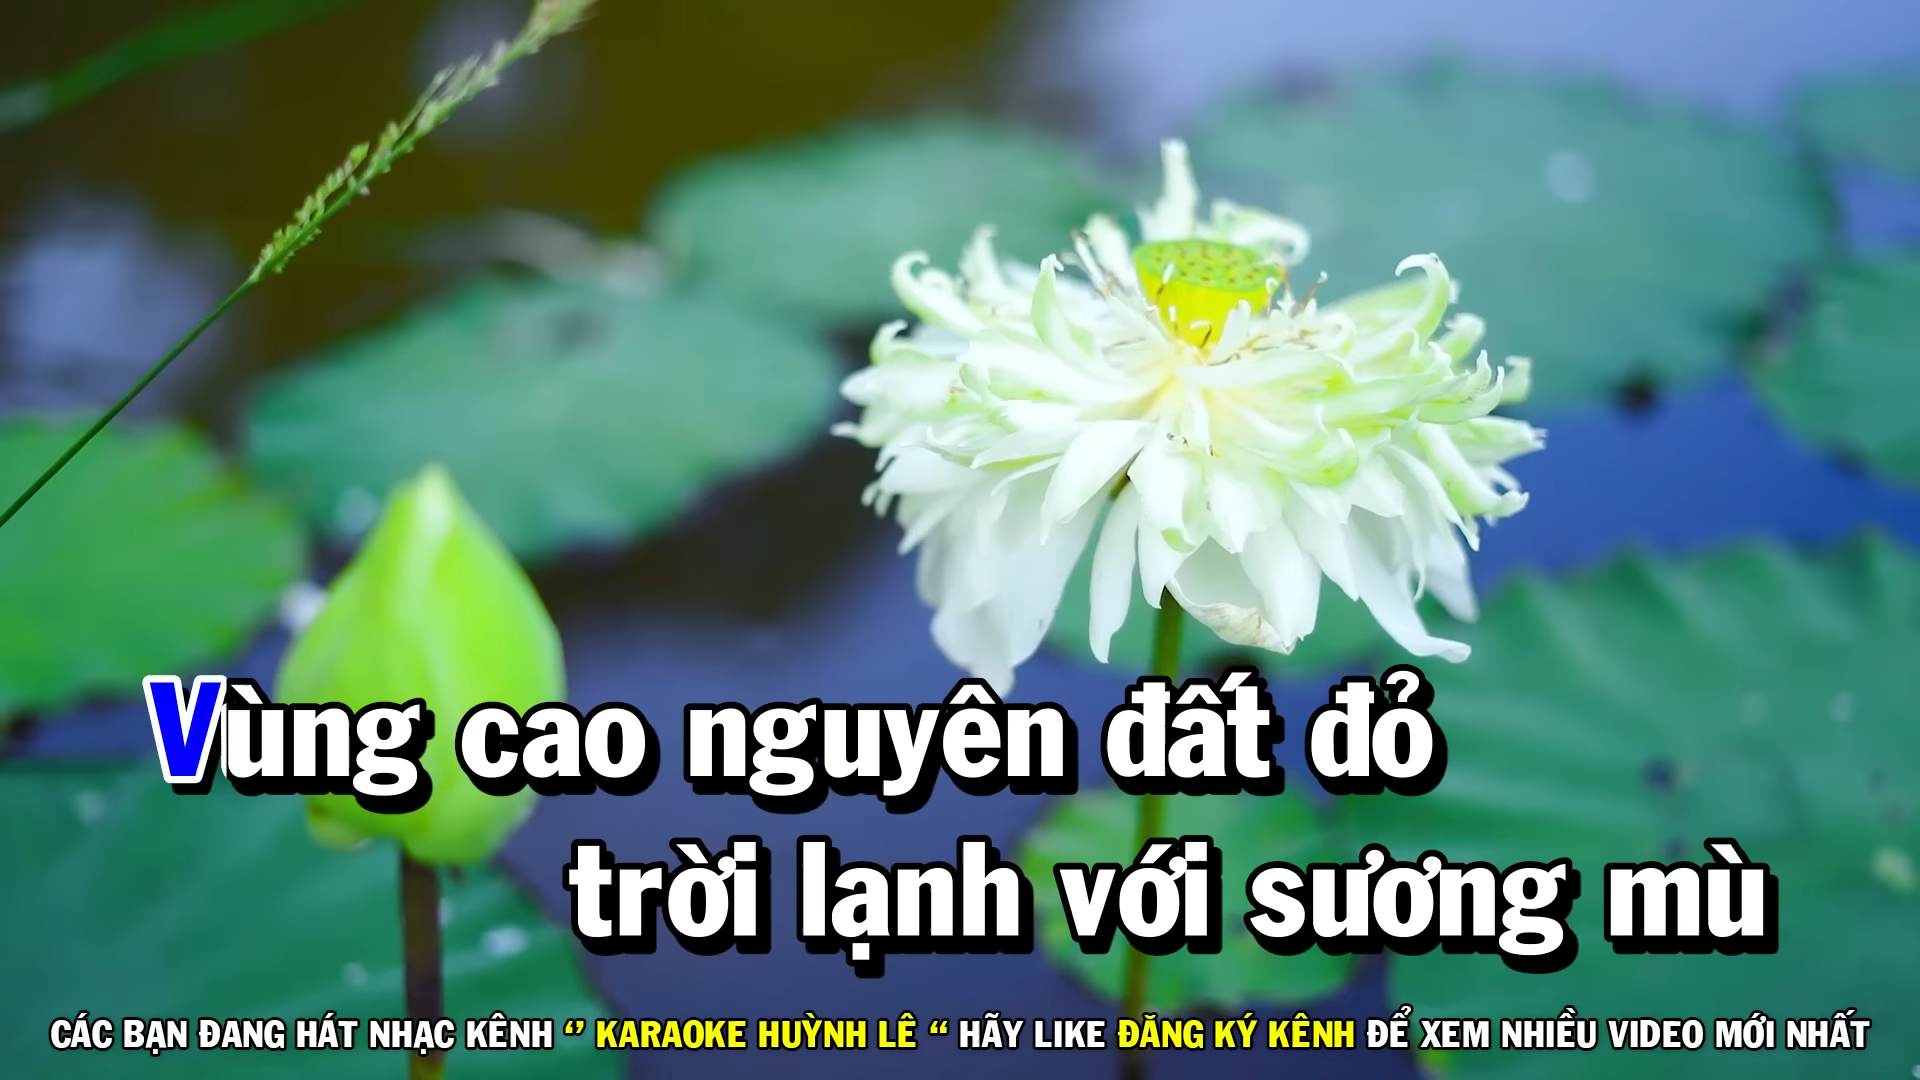 Vùng cao nguyên đất đỏ
trời lạnh với sương mù
CÁC BẠN ĐANG HÁT NHẠC KÊNH “ KARAOKE HUỲNH LÊ “ HÃY LIKE ĐĂNG KÝ KÊNH ĐỂ XEM NHIỀU VIDEO MỚI NHẤT